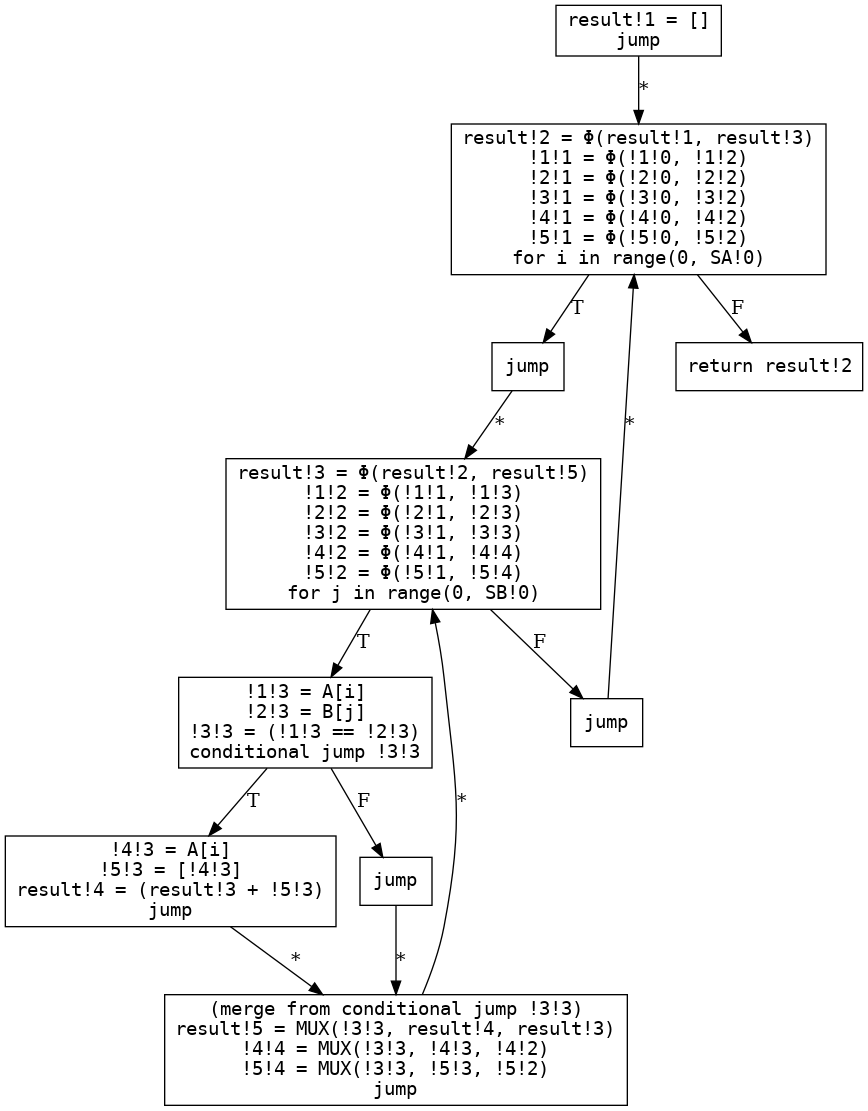 result!1 = []
jump
*
result!2 = Φ(result!1, result!3)
!1!1 = Φ(!1!0, !1!2)
!2!1 = Φ(!2!0, !2!2)
!3!1 = Φ(!3!0, !3!2)
!4!1 = Φ(!4!0, !4!2)
!5!1 = Φ(!5!0, !5!2)
for i in range(0, SA!0)
T
F
jump
return result!2
*
*
result!3 = Φ(result!2, result!5)
!1!2 = Φ(!1!1, !1!3)
!2!2 = Φ(!2!1, !2!3)
!3!2 = Φ(!3!1, !3!3)
!4!2 = Φ(!4!1, !4!4)
!5!2 = Φ(!5!1, !5!4)
for j in range(0, SB!0)
T
F
!1!3 = A[i]
!2!3 = B[j]
!3!3 = (!1!3 == !2!3)
conditional jump !3!3
jump
T
F
*
!4!3 = A[i]
!5!3 = [!4!3]
result!4 = (result!3 + !5!3)
jump
jump
*
*
(merge from conditional jump !3!3)
result!5 = MUX(!3!3, result!4, result!3)
!4!4 = MUX(!3!3, !4!3, !4!2)
!5!4 = MUX(!3!3, !5!3, !5!2)
jump